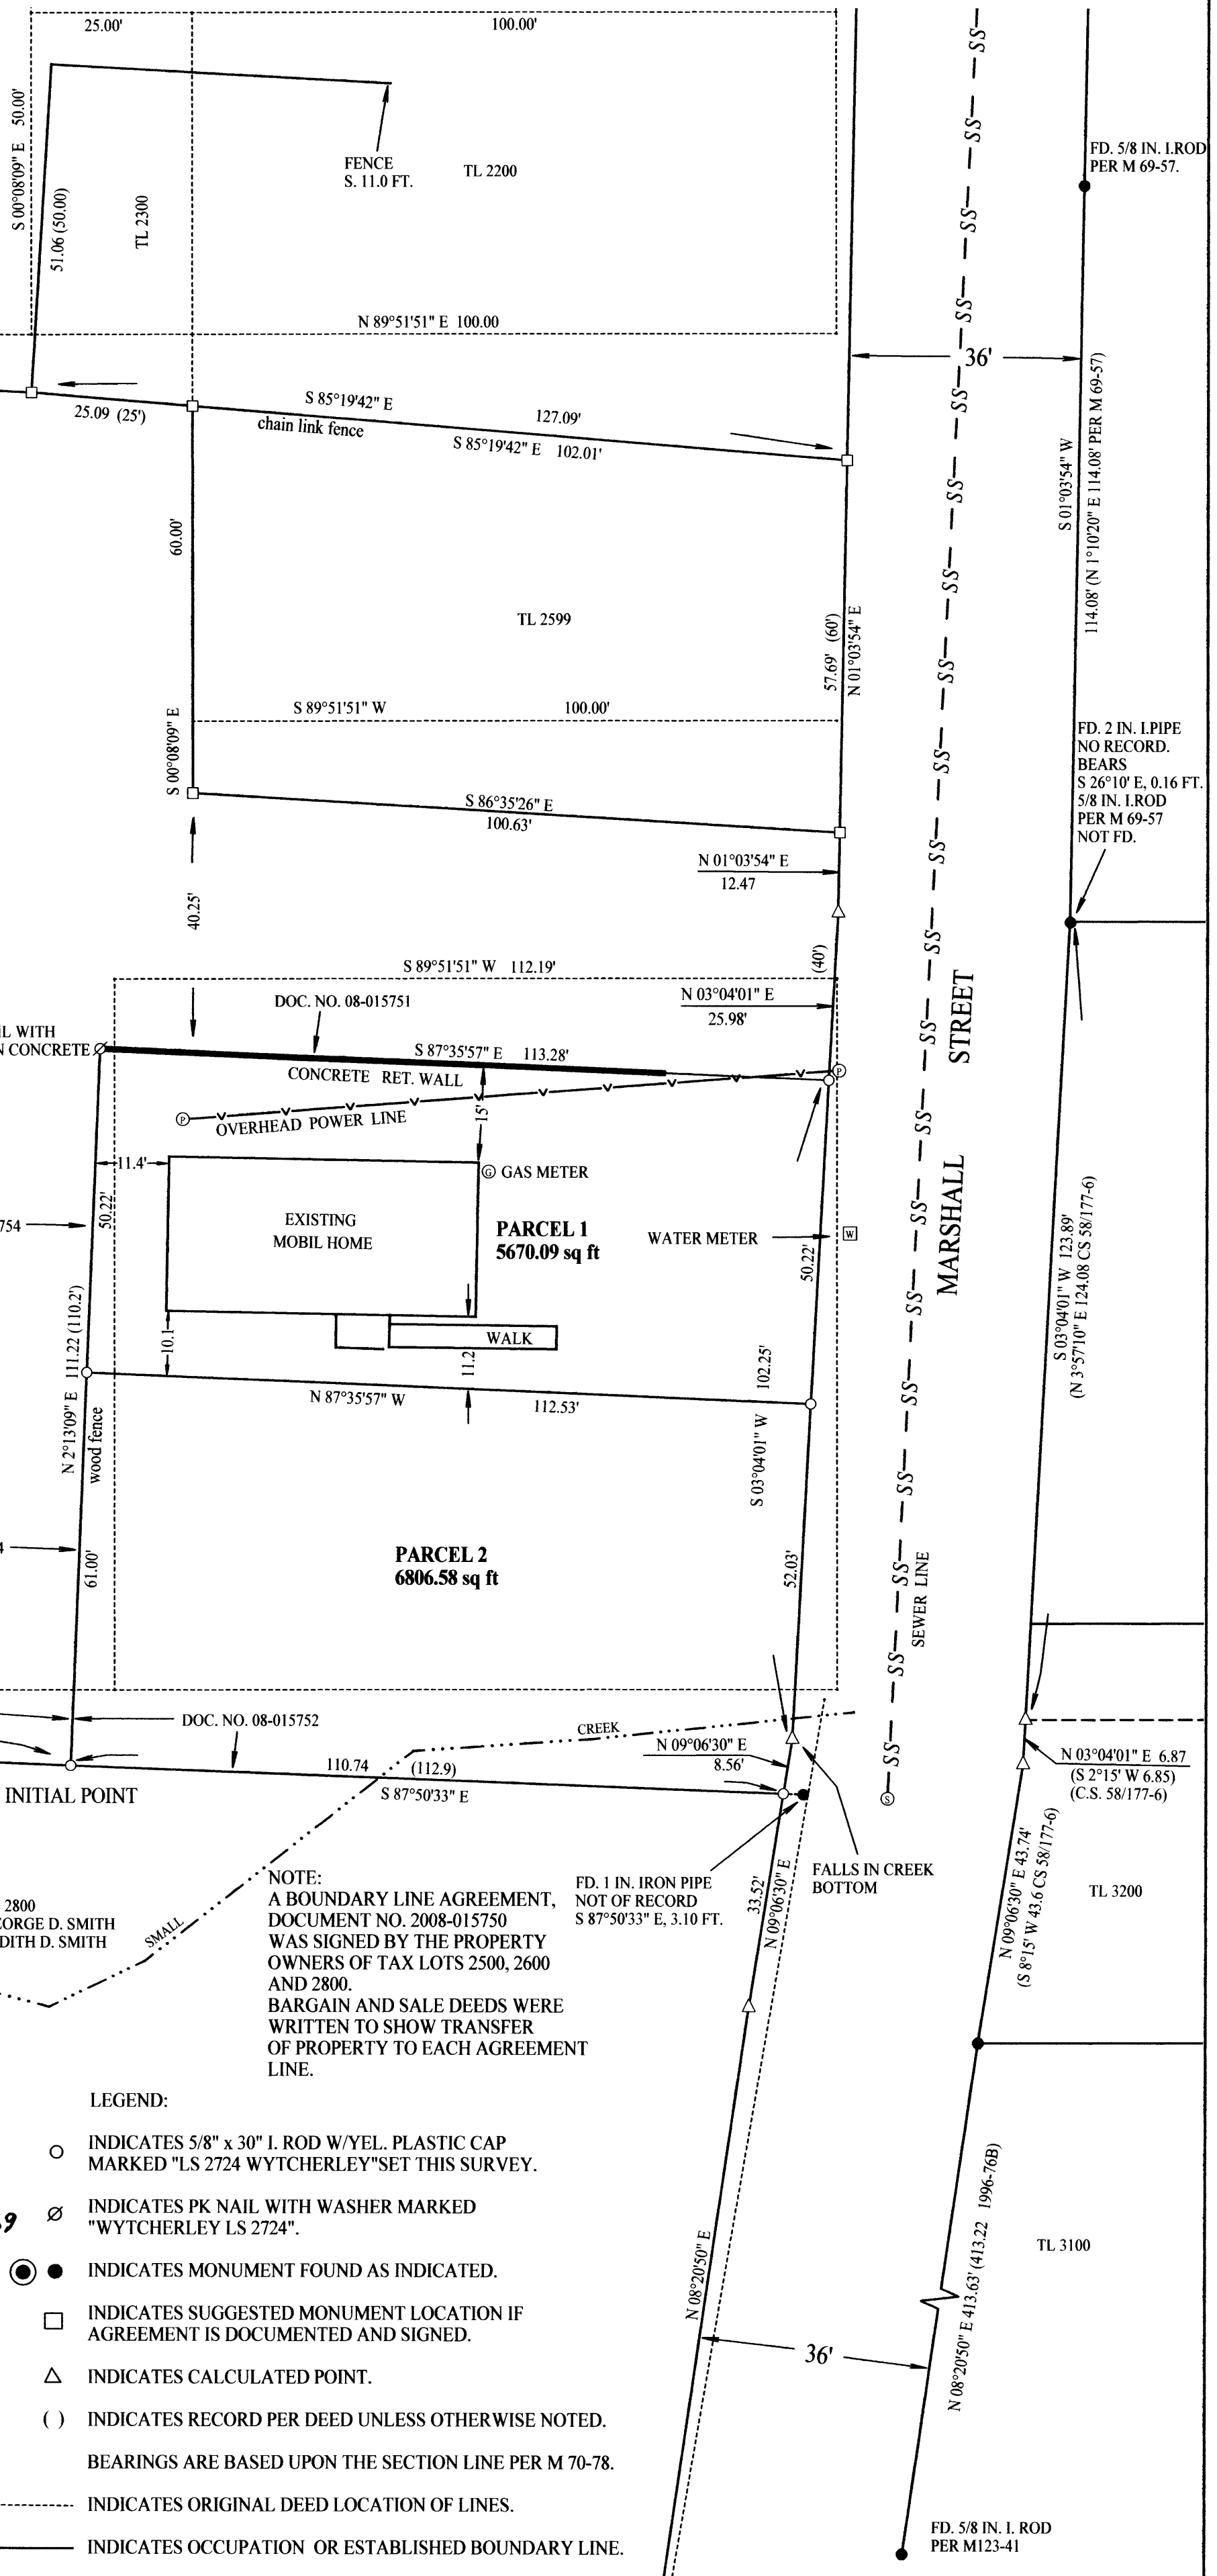 25.00'
100.00'
S 00°08'09" E 50.00'
51.06 (50.00)
TL 2300
FENCE
S. 11.0 FT.
TL 2200
FD. 5/8 IN. I.ROD
PER M 69-57.
N 89°51'51" E 100.00
36'
25.09 (25')
S 85°19'42" E
127.09'
chain link fence
S 85°19'42" E 102.01'
S 01°03'54" W
114.08' (N 1°10'20" E 114.08' PER M 69-57)
60.00'
TL 2599
57.69' (60')
N 01°03'54" E
S 89°51'51" W
100.00'
S 00°08'09" E
FD. 2 IN. I.PIPE
NO RECORD.
BEARS
S 26°10' E, 0.16 FT.
5/8 IN. I.ROD
PER M 69-57
NOT FD.
S 86°35'26" E
100.63'
N 01°03'54" E
12.47
40.25'
(40')
S 89°51'51" W 112.19'
DOC. NO. 08-015751
N 03°04'01" E
25.98'
MARSHALL STREET
IL WITH
N CONCRETE
S 87°35'57" E 113.28'
CONCRETE RET. WALL
P
P
OVERHEAD POWER LINE
15'
11.4'
G GAS METER
50.22'
EXISTING
MOBIL HOME
PARCEL 1
5670.09 sq ft
WATER METER
W
754
50.22'
S 03°04'01" W 123.89'
(N 3°57'10" E 124.08 CS 58/177-6)
10.1
WALK
11.2
N 2°13'09" E 111.22 (110.2')
wood fence
N 87°35'57" W
112.53'
S 03°04'01" W 102.25'
PARCEL 2
6806.58 sq ft
4
61.00'
52.03'
SS SS SS SS SS SS SS SS SS SS SS SS SS SS SS SS SS SS SS
SEWER LINE
DOC. NO. 08-015752
CREEK
N 09°06'30" E
8.56'
N 03°04'01" E 6.87
(S 2°15' W 6.85)
(C.S. 58/177-6)
110.74 (112.9)
S 87°50'33" E
INITIAL POINT
S
FALLS IN CREEK
BOTTOM
FD. 1 IN. IRON PIPE
NOT OF RECORD
S 87°50'33" E, 3.10 FT.
33.52'
N 09°06'30" E
N 09°06'30" E 43.74'
(S 8°15' W 43.6 CS 58/177-6)
TL 3200
2800
ORGE D. SMITH
DITH D. SMITH
SMALL
NOTE:
A BOUNDARY LINE AGREEMENT,
DOCUMENT NO. 2008-015750
WAS SIGNED BY THE PROPERTY
OWNERS OF TAX LOTS 2500, 2600
AND 2800.
BARGAIN AND SALE DEEDS WERE
WRITTEN TO SHOW TRANSFER
OF PROPERTY TO EACH AGREEMENT
LINE.
LEGEND:
INDICATES 5/8" x 30" I. ROD W/YEL. PLASTIC CAP
MARKED "LS 2724 WYTCHERLEY"SET THIS SURVEY.
INDICATES PK NAIL WITH WASHER MARKED
"WYTCHERLEY LS 2724".
9
INDICATES MONUMENT FOUND AS INDICATED.
INDICATES SUGGESTED MONUMENT LOCATION IF
AGREEMENT IS DOCUMENTED AND SIGNED.
INDICATES CALCULATED POINT.
( ) INDICATES RECORD PER DEED UNLESS OTHERWISE NOTED.
BEARINGS ARE BASED UPON THE SECTION LINE PER M 70-78.
INDICATES ORIGINAL DEED LOCATION OF LINES.
INDICATES OCCUPATION OR ESTABLISHED BOUNDARY LINE.
N 08°20'50" E
36'
N 08°20'50" E 413.63' (413.22 1996-76B)
TL 3100
FD. 5/8 IN. I. ROD
PER M123-41